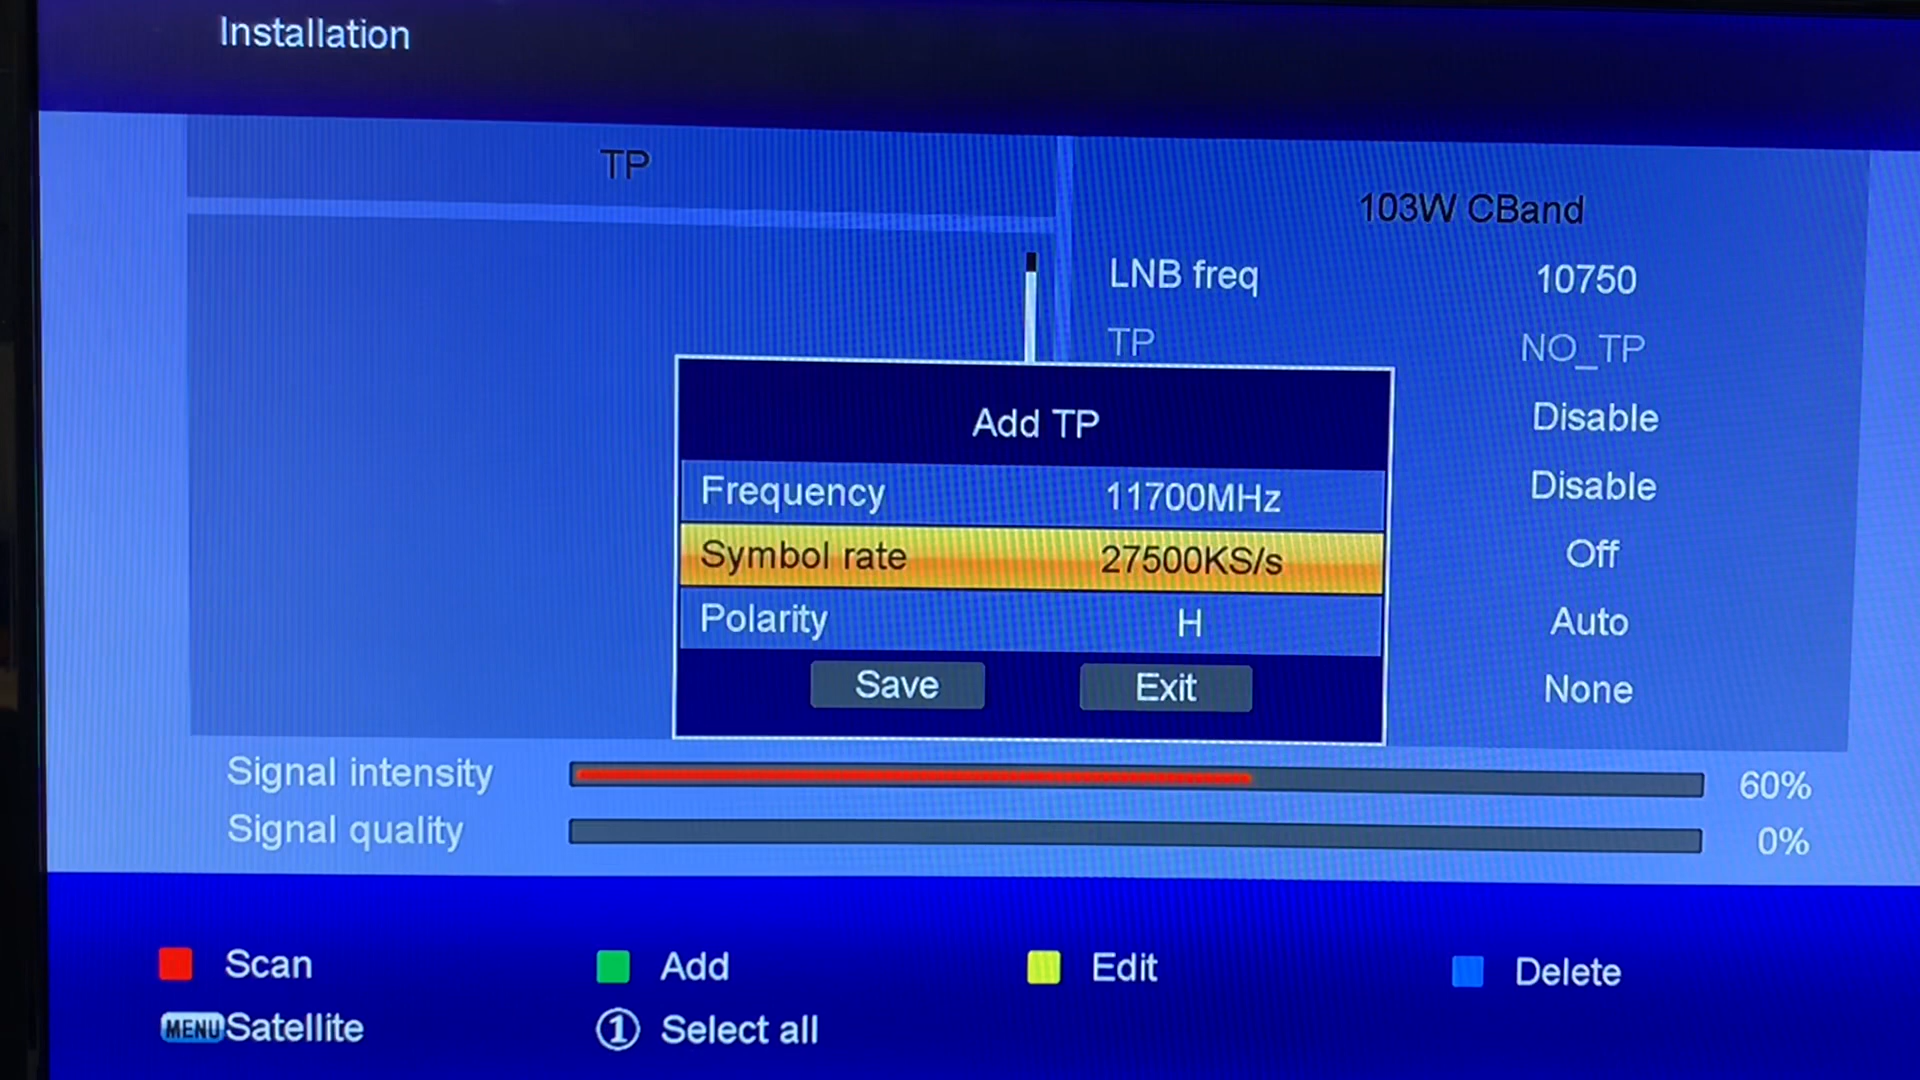 Installation
TP
103W CBand
LNB freq 10750
TP NO_TP
Disable
Disable
Off
Auto
None
Add TP
Frequency 11700MHz
Symbol rate 27500KS/s
Polarity H
Save Exit
Signal intensity 60%
Signal quality 0%
Scan Add Edit Delete
MENU Satellite 1 Select all